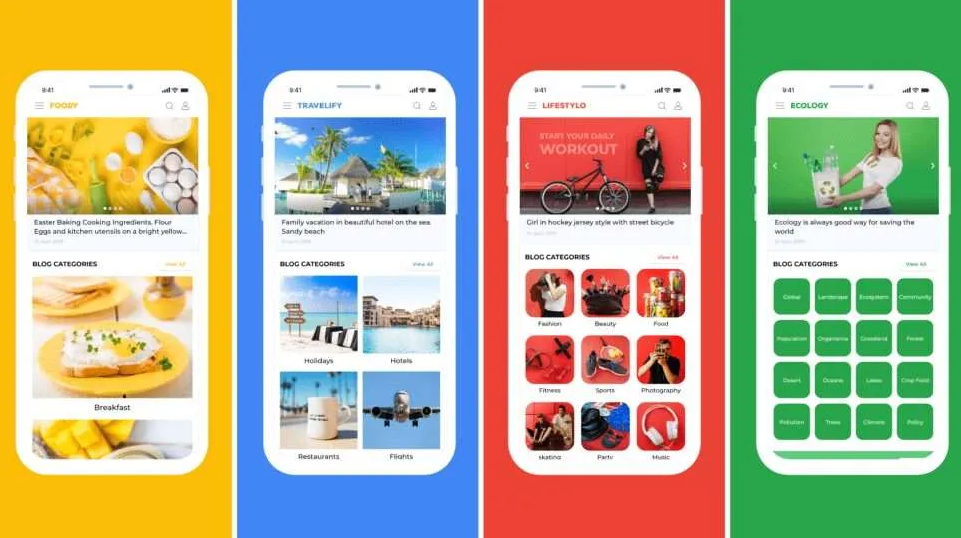 9:41
FOODY
Easter Baking Cooking Ingredients. Flour
Eggs and kitchen utensils on a bright yellow...
BLOG CATEGORIES
View All
Breakfast
9:41
TRAVELIFY
Family vacation in beautiful hotel on the sea.
Sandy beach
BLOG CATEGORIES
View All
Holidays
Hotels
Restaurants
Flights
9:41
LIFESTYLO
START YOUR DAILY
WORKOUT
Girl in hockey jersey style with street bicycle
BLOG CATEGORIES
View All
Fashion
Beauty
Food
Fitness
Sports
Photography
skating
Party
Music
9:41
ECOLOGY
Ecology is always good way for saving the
world
BLOG CATEGORIES
View All
Global
Landscape
Ecosystem
Community
Population
Organisms
Grassland
Forest
Desert
Oceans
Lakes
Crop Food
Pollution
Trees
Climate
Policy